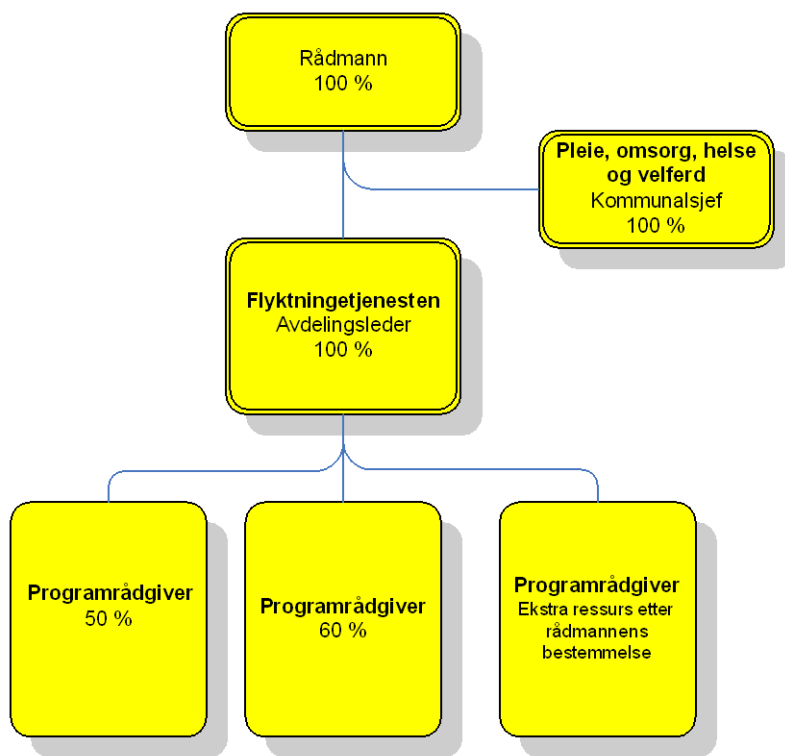 Rådmann
100 %
Pleie, omsorg, helse
og velferd
Kommunalsjef
100 %
Flyktningetjenesten
Avdelingsleder
100 %
Programrådgiver
50 %
Programrådgiver
60 %
Programrådgiver
Ekstra ressurs etter
rådmannens
bestemmelse